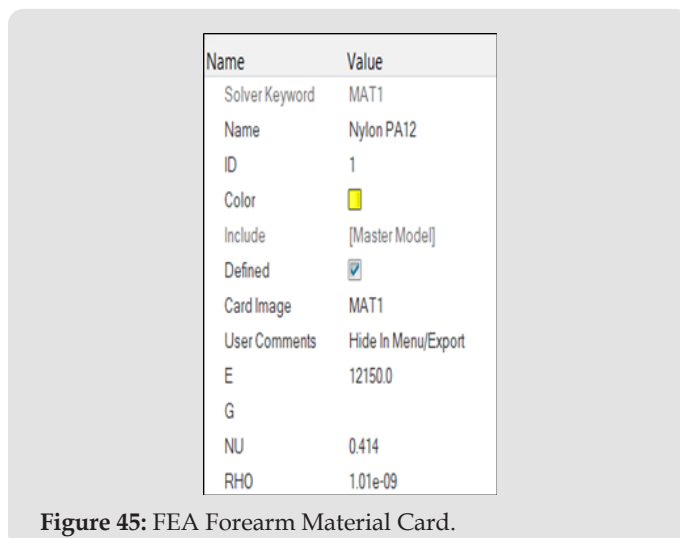 Name Value
Solver Keyword MAT1
Name Nylon PA12
ID 1
Color
Include [Master Model]
Defined
Card Image MAT1
User Comments Hide In Menu/Export
E 12150.0
G
NU 0.414
RHO 1.01e-09
Figure 45: FEA Forearm Material Card.